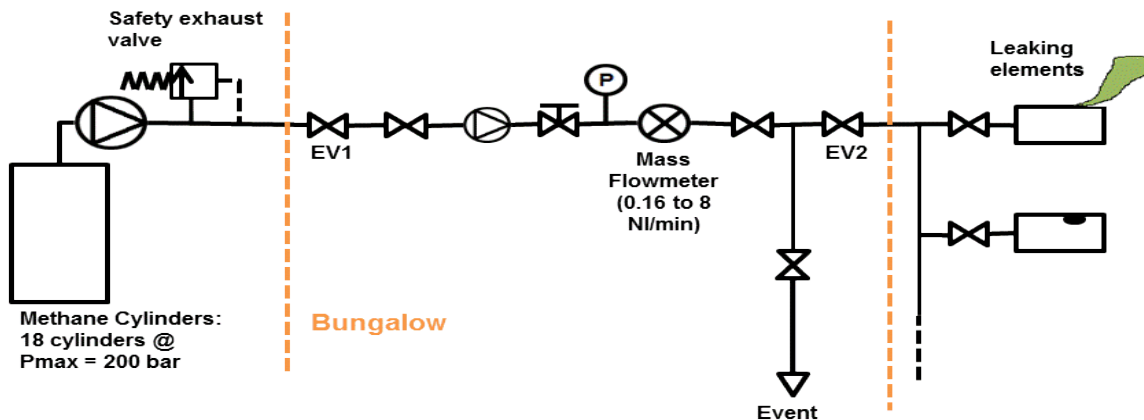 Safety exhaust
valve
Leaking
elements
P
EV1
EV2
Mass
Flowmeter
(0.16 to 8
Nl/min)
Methane Cylinders:
18 cylinders @
Pmax = 200 bar
Bungalow
Event